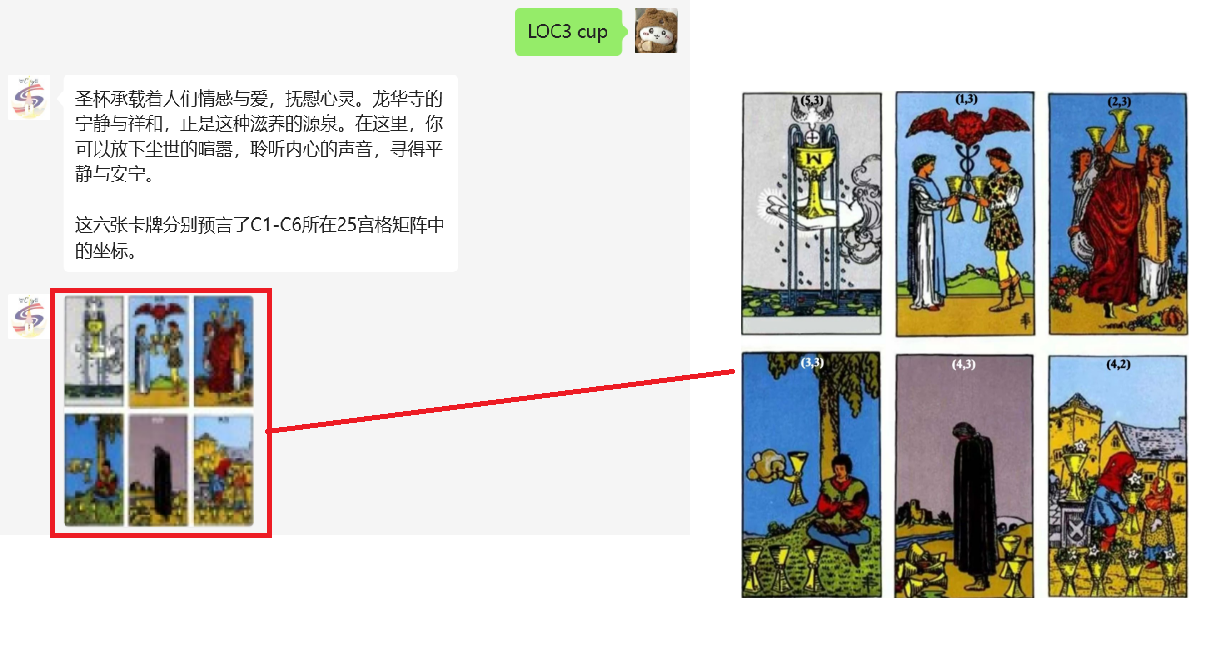 LOC3 cup
圣杯承载着人们情感与爱，抚慰心灵。龙华寺的
宁静与祥和，正是这种滋养的源泉。在这里，你
可以放下尘世的喧嚣，聆听内心的声音，寻得平
静与安宁。
这六张卡牌分别预言了C1-C6所在25宫格矩阵中
的坐标。
(5,3)
(1,3)
(2,3)
(3,3)
(4,3)
(4,2)